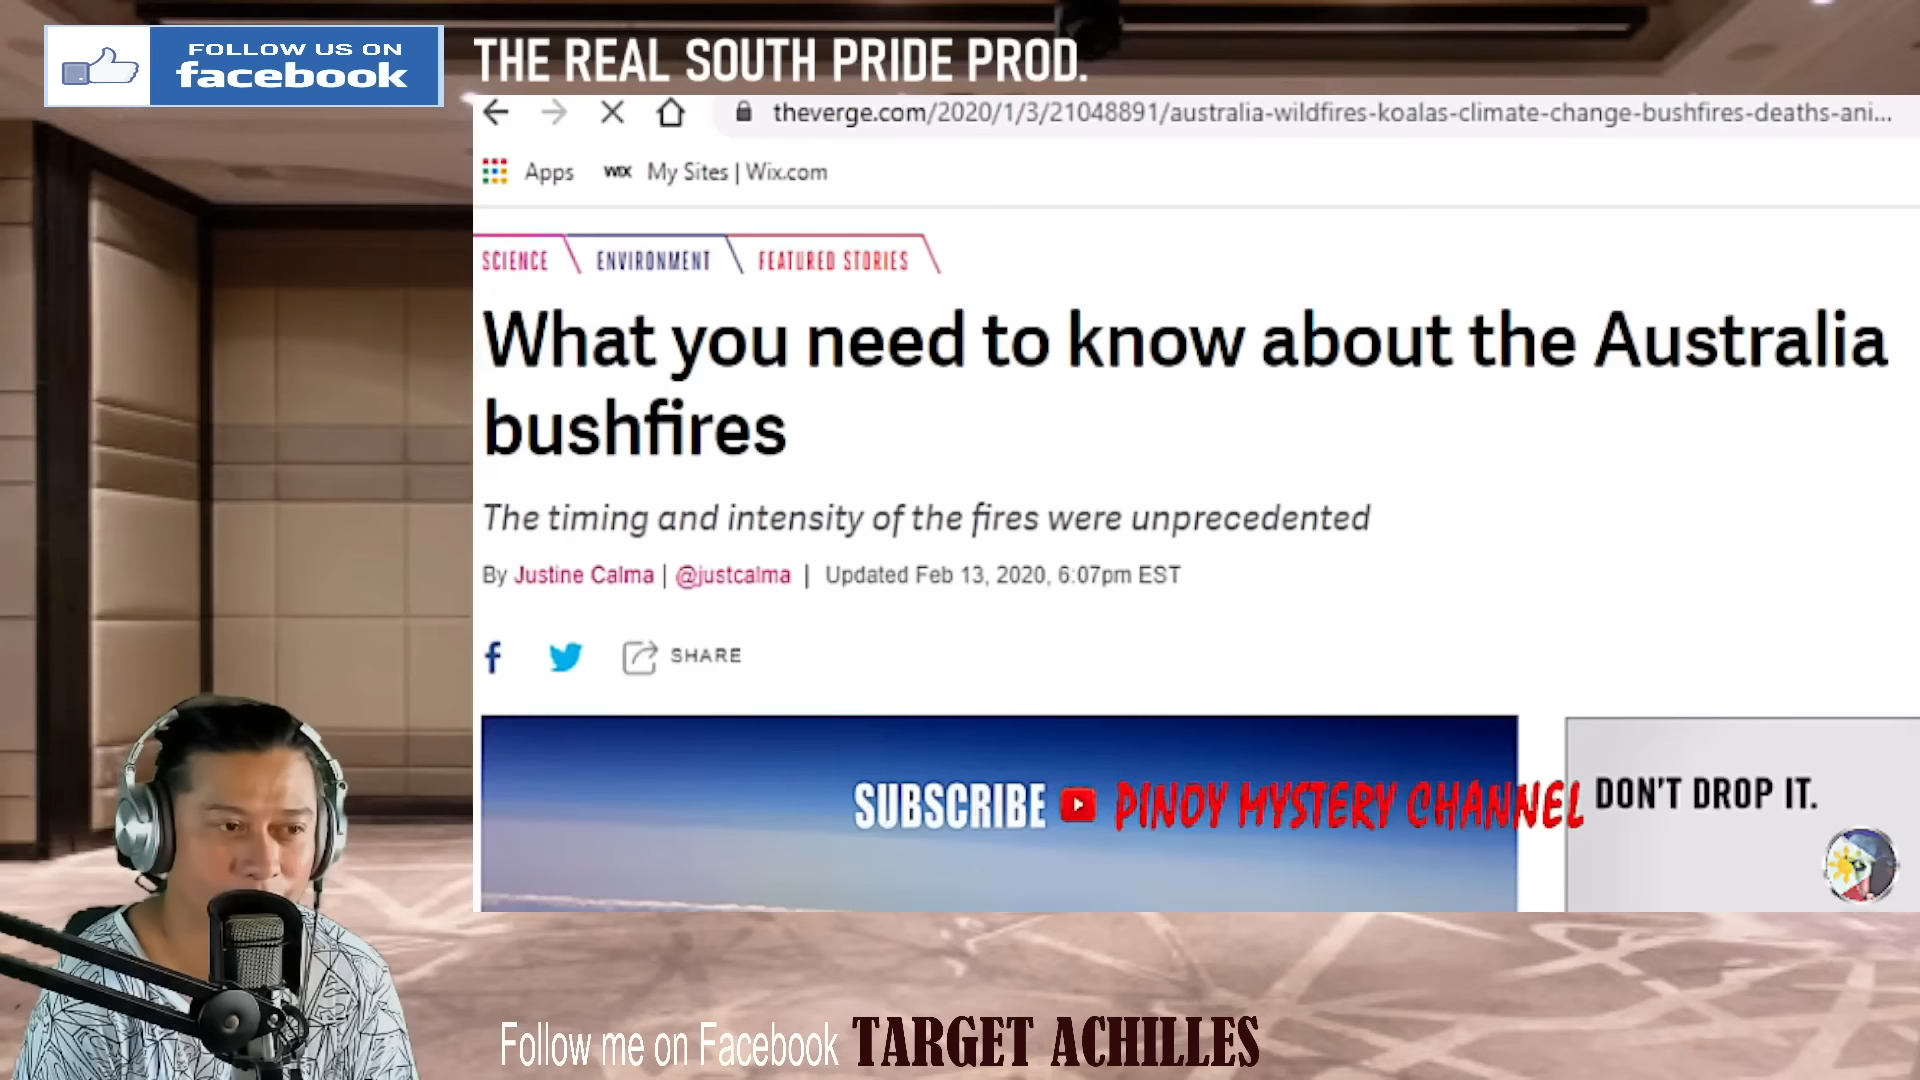 FOLLOW US ON
facebook
THE REAL SOUTH PRIDE PROD.
theverge.com/2020/1/3/21048891/australia-wildfires-koalas-climate-change-bushfires-deaths-ani...
Apps WIX My Sites | Wix.com
SCIENCE ENVIRONMENT FEATURED STORIES
What you need to know about the Australia
bushfires
The timing and intensity of the fires were unprecedented
By Justine Calma | @justcalma | Updated Feb 13, 2020, 6:07pm EST
f SHARE
SUBSCRIBE PINOY MYSTERY CHANNEL
DON'T DROP IT.
Follow me on Facebook TARGET ACHILLES